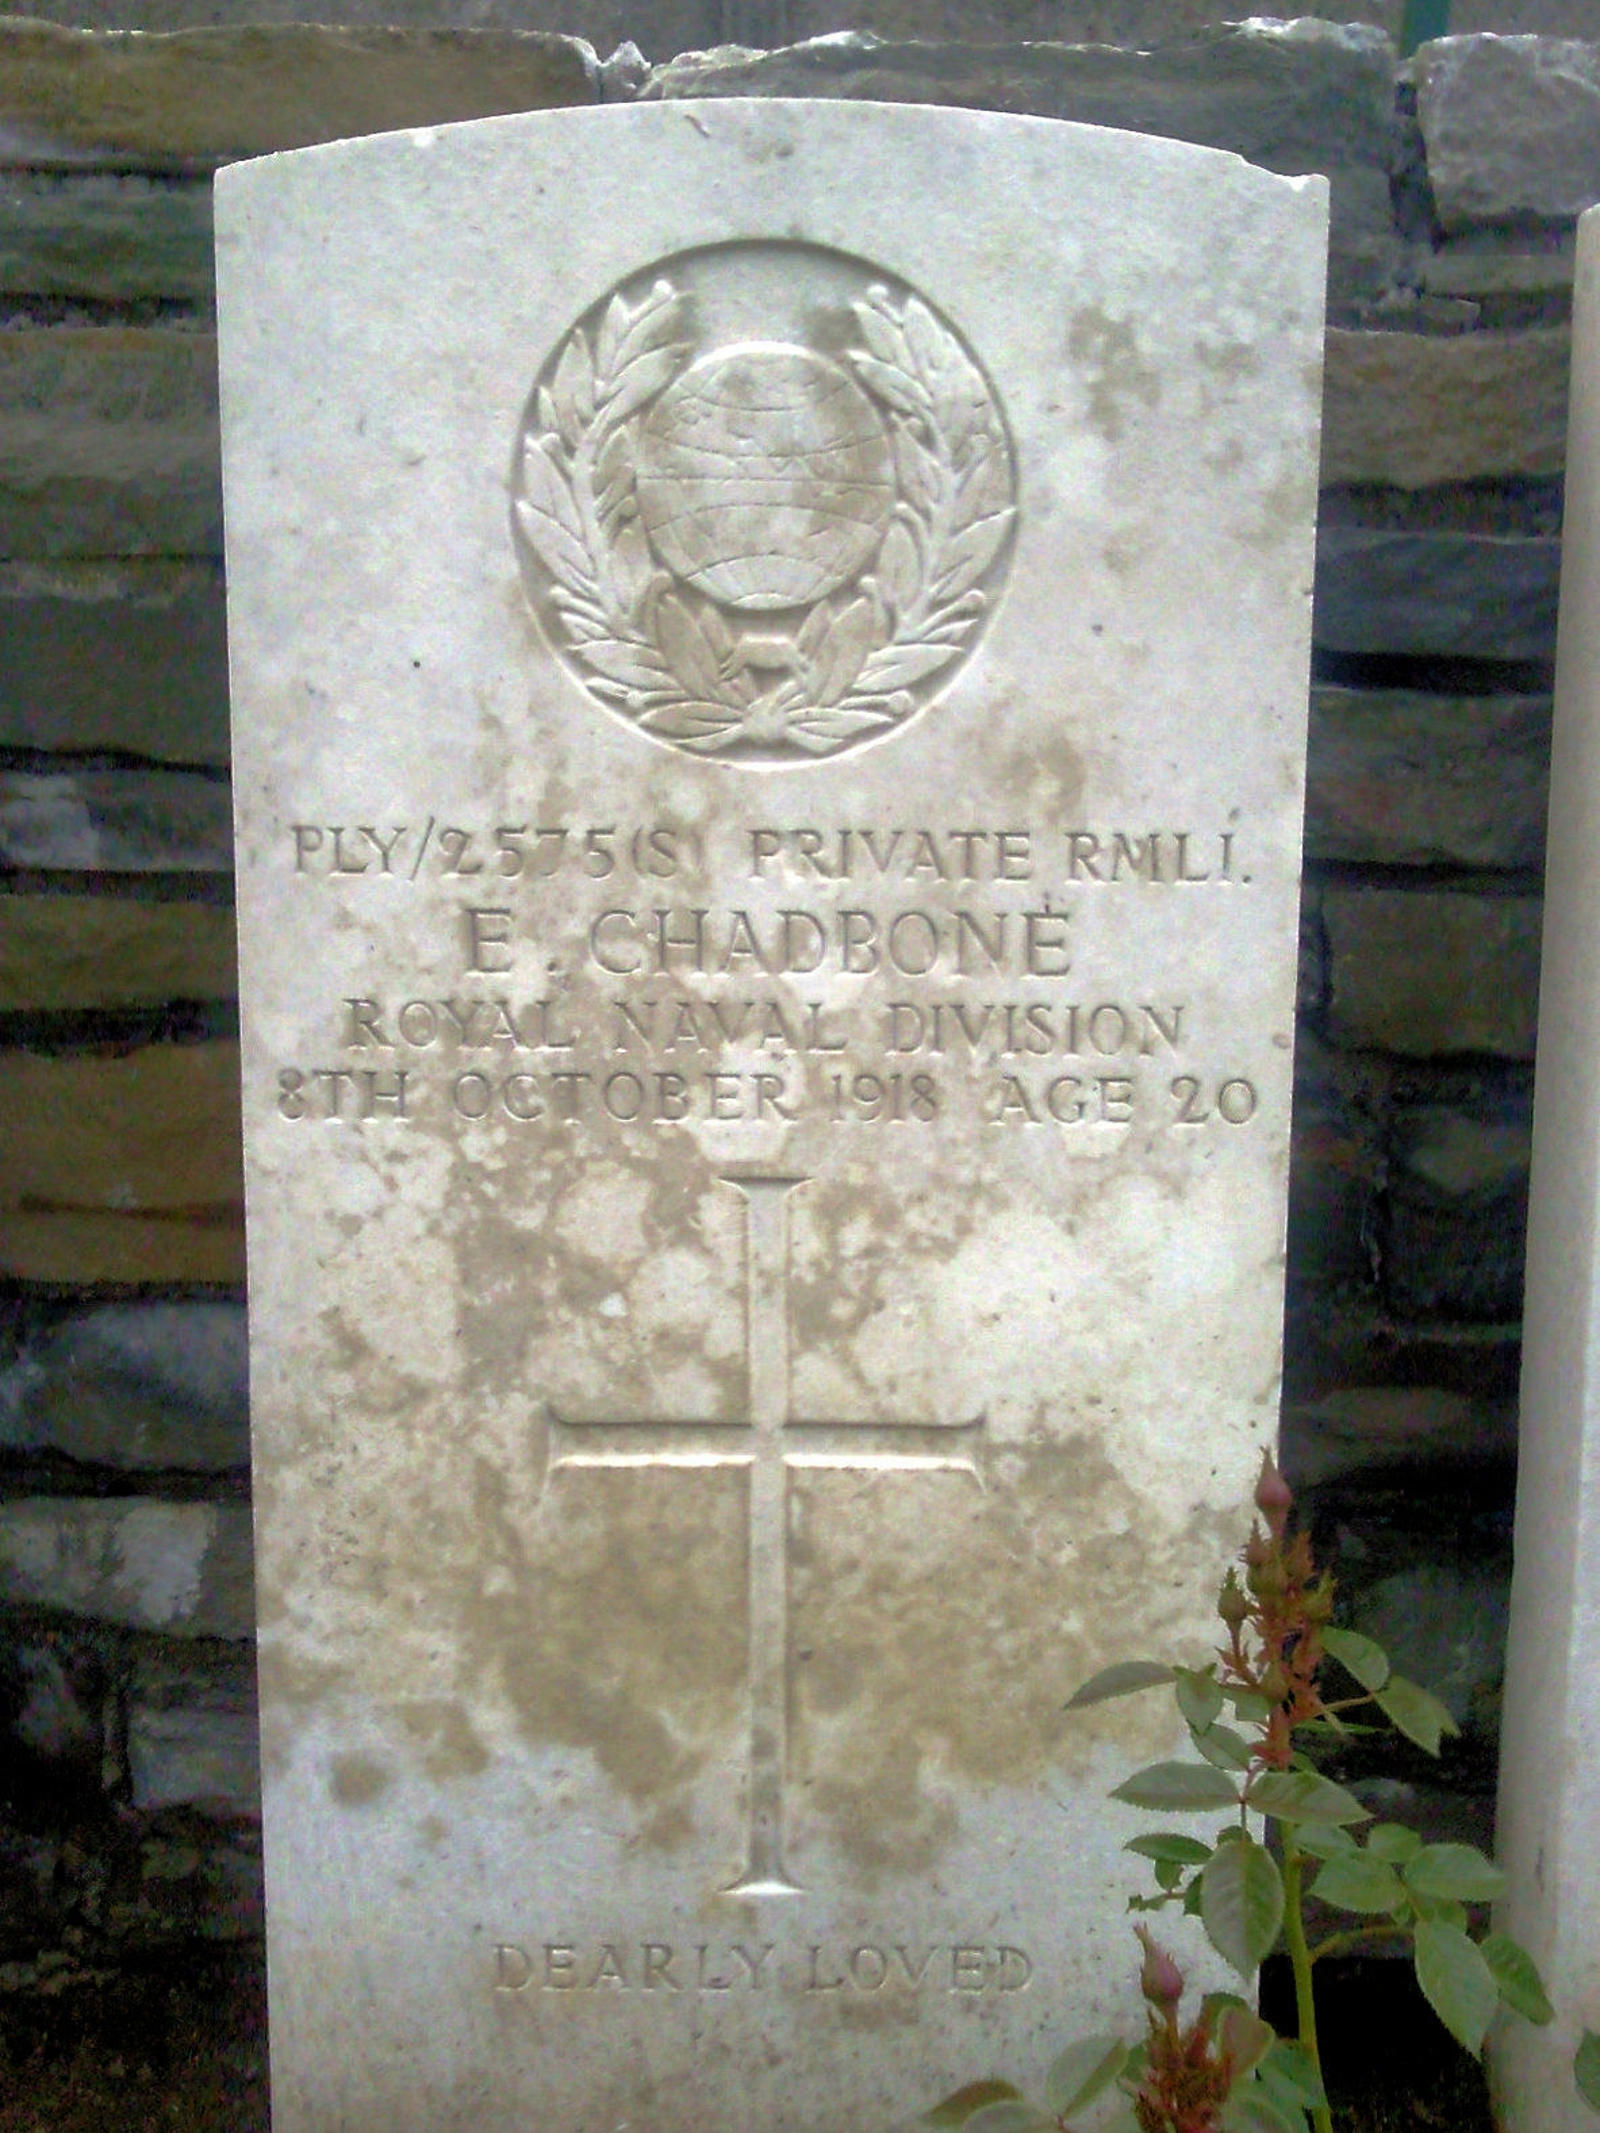 PLY/2575(S) PRIVATE RMLI.
E. CHADBONE
ROYAL NAVAL DIVISION
8TH OCTOBER 1918 AGE 20
DEARLY LOVED